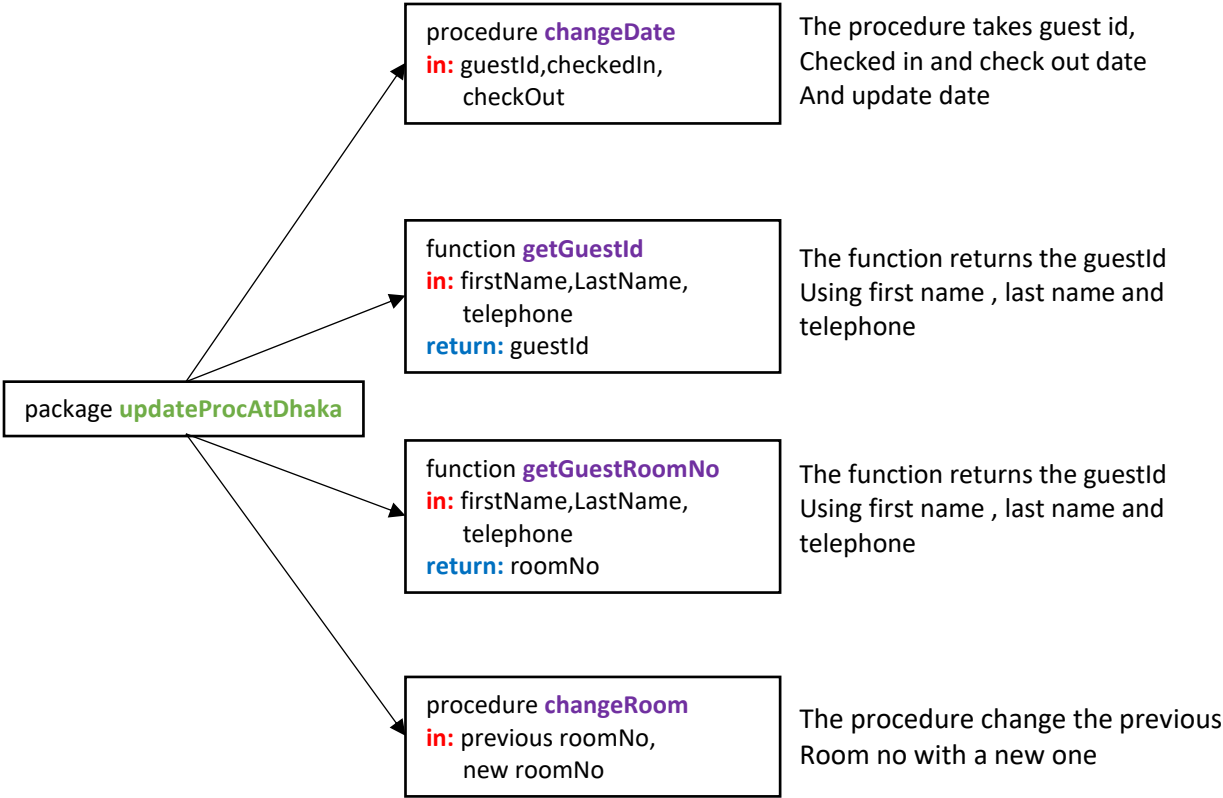 procedure changeDate
in: guestId,checkedIn,
checkOut
The procedure takes guest id,
Checked in and check out date
And update date
function getGuestId
in: firstName,LastName,
telephone
return: guestId
The function returns the guestId
Using first name , last name and
telephone
package updateProcAtDhaka
function getGuestRoomNo
in: firstName,LastName,
telephone
return: roomNo
The function returns the guestId
Using first name , last name and
telephone
procedure changeRoom
in: previous roomNo,
new roomNo
The procedure change the previous
Room no with a new one